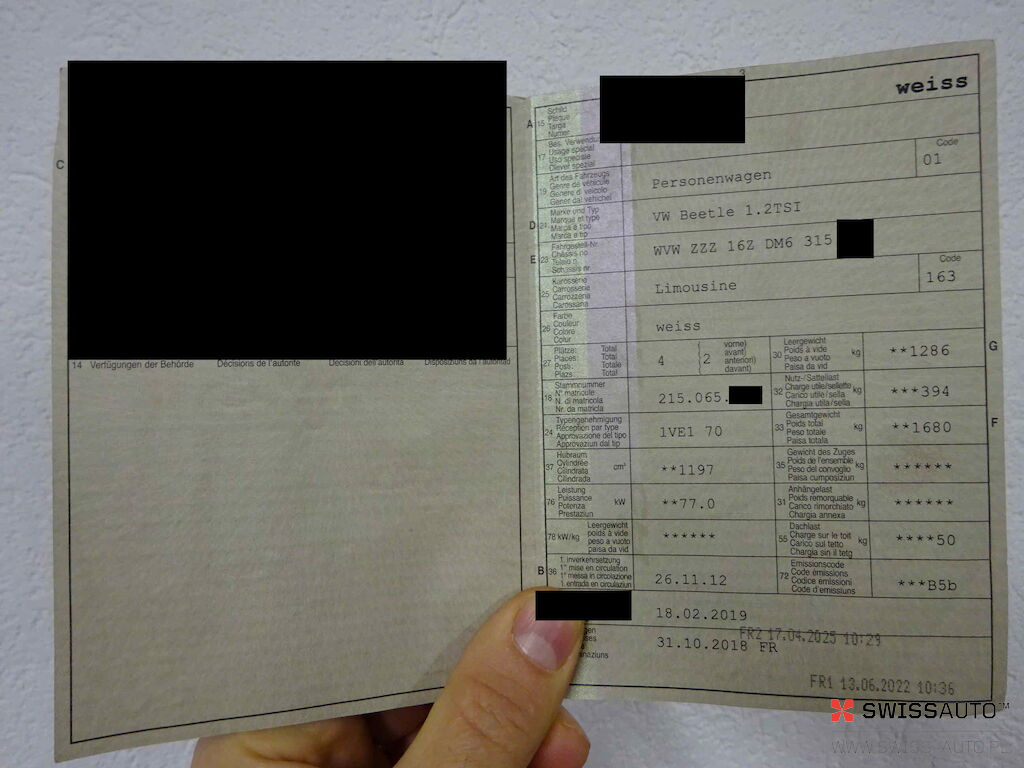 C
14 Verfügungen der Behörde Décisions de l'autorité Decisioni dell'autorità Disposiziuns da l'autoritad
weiss
A 15 Schild
Plaque
Targa
Numer
17 Bes. Verwendung
Usage spécial
Uso speciale
Diever spezial
19 Art des Fahrzeugs
Genre de véhicule
Genere di veicolo
Gener dal vehichel
Personenwagen
Code
01
D 21 Marke und Typ
Marque et type
Marca e tipo
Marca e tip
VW Beetle 1.2TSI
E 23 Fahrgestell-Nr.
Châssis no
Telaio n.
Schassis nr.
WVW ZZZ 16Z DM6 315
25 Karosserie
Carrosserie
Carrozzeria
Carossaria
Limousine
Code
163
26 Farbe
Couleur
Colore
Colur
weiss
27 Plätze: Total
Places: Total
Posti: Totale
Plazs: Total
4 2
vorne)
avant)
anteriori)
davant)
G
30 Leergewicht
Poids à vide
Peso a vuoto
Paisa da vid
kg
**1286
18 Stammnummer
N° matricule
N. di matricola
Nr. da matricla
215.065.
32 Nutz-/Sattellast
Charge utile/sellette
Carico utile/sella
Chargia utila/sella
kg
***394
24 Typengenehmigung
Réception par type
Approvazione del tipo
Approvaziun dal tip
1VE1 70
F
33 Gesamtgewicht
Poids total
Peso totale
Paisa totala
kg
**1680
37 Hubraum
Cylindrée
Cilindrata
Cilindrada
cm³
**1197
35 Gewicht des Zuges
Poids de l'ensemble
Peso del convoglio
Paisa cumposiziun
kg
******
76 Leistung
Puissance
Potenza
Prestaziun
kW
**77.0
31 Anhängelast
Poids remorquable
Carico rimorchiato
Chargia annexa
kg
******
78 kW/kg Leergewicht
poids à vide
peso a vuoto
paisa da vid
******
55 Dachlast
Charge sur le toit
Carico sul tetto
Chargia sin il tetg
kg
****50
B 36 1. Inverkehrsetzung
1re mise en circulation
1a messa in circolazione
1. entrada en circulaziun
26.11.12
72 Emissionscode
Code émissions
Codice emissioni
Code d'emissiuns
***B5b
18.02.2019
31.10.2018 FR
FR2 17.04.2025 10:29
FR1 13.06.2022 10:36
SWISSAUTO™
WWW.SWISS-AUTO.PL